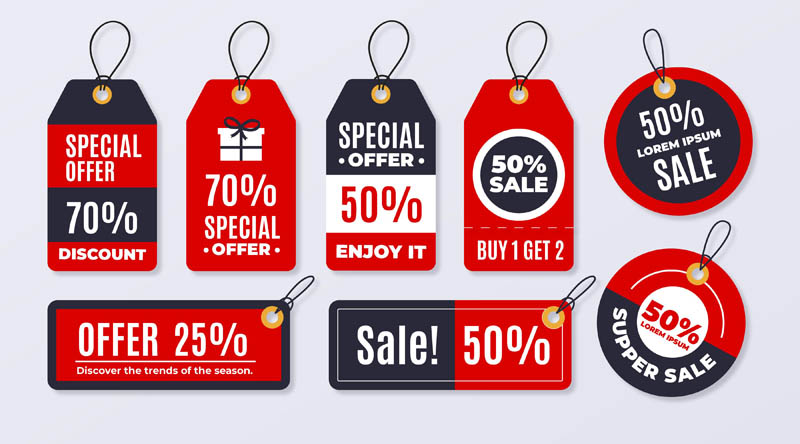 SPECIAL
OFFER
70%
DISCOUNT
70%
SPECIAL
• OFFER •
SPECIAL
• OFFER •
50%
ENJOY IT
50%
SALE
BUY 1 GET 2
50%
LOREM IPSUM
SALE
OFFER 25%
Discover the trends of the season.
Sale! 50%
50%
LOREM IPSUM
SUPPER SALE